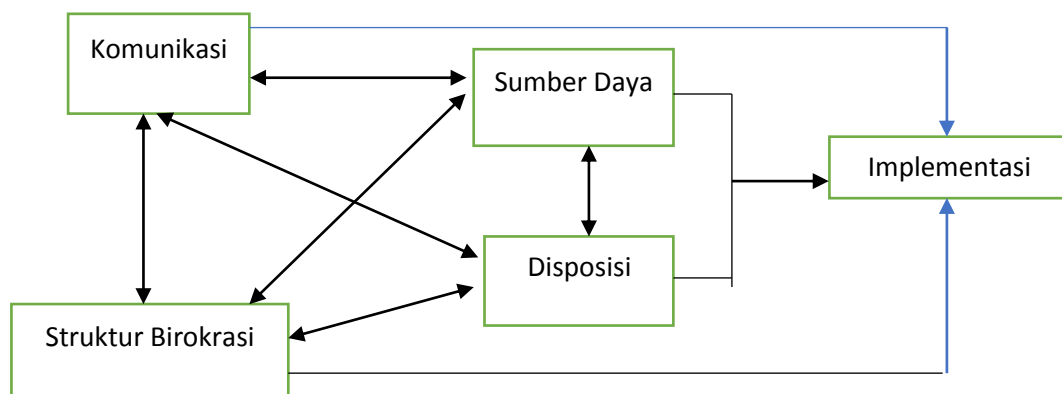 Komunikasi
Sumber Daya
Implementasi
Disposisi
Struktur Birokrasi